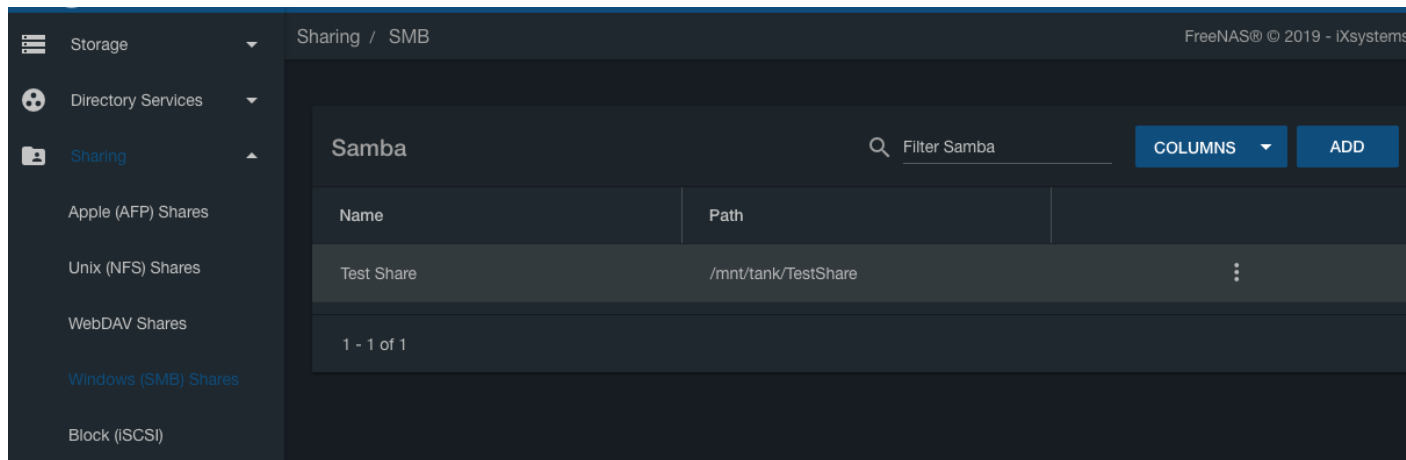 Storage
Directory Services
Sharing
Apple (AFP) Shares
Unix (NFS) Shares
WebDAV Shares
Windows (SMB) Shares
Block (iSCSI)
Sharing / SMB
FreeNAS® © 2019 - iXsystems
Samba
Filter Samba
COLUMNS
ADD
Name Path
Test Share /mnt/tank/TestShare
1 - 1 of 1